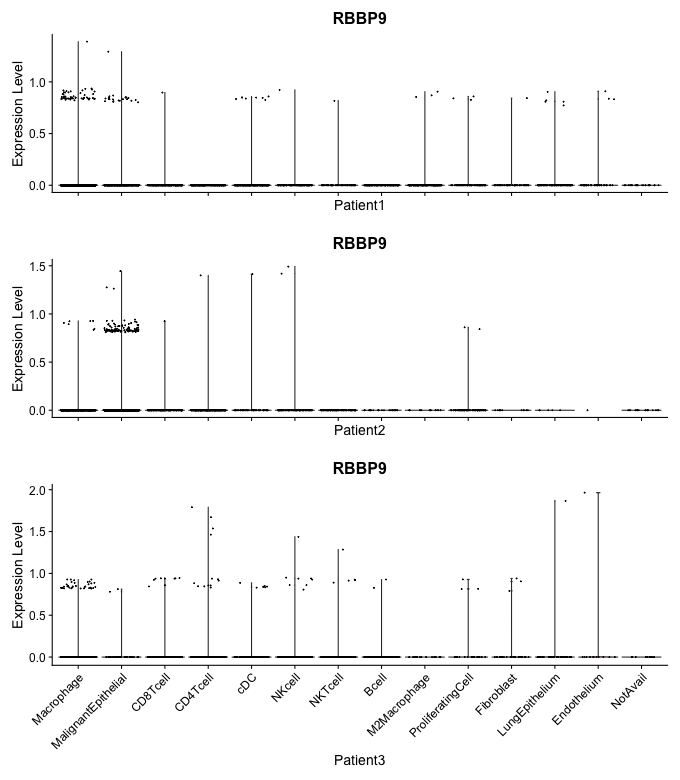 RBBP9
Expression Level
1.0
0.5
0.0
Patient1
RBBP9
Expression Level
1.5
1.0
0.5
0.0
Patient2
RBBP9
Expression Level
2.0
1.5
1.0
0.5
0.0
Macrophage
MalignantEpithelial
CD8Tcell
CD4Tcell
cDC
NKcell
NKTcell
Bcell
M2Macrophage
ProliferatingCell
Fibroblast
LungEpithelium
Endothelium
NotAvail
Patient3